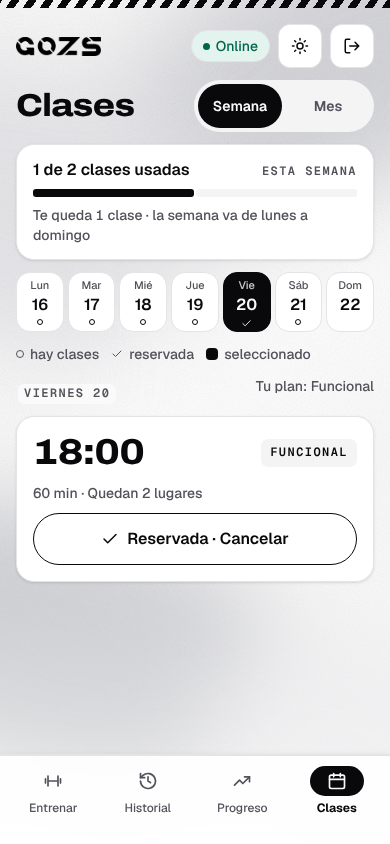 GOZS
Online
Clases
Semana
Mes
1 de 2 clases usadas
ESTA SEMANA
Te queda 1 clase · la semana va de lunes a
domingo
Lun Mar Mié Jue Vie Sáb Dom
16 17 18 19 20 21 22
hay clases reservada seleccionado
VIERNES 20
Tu plan: Funcional
18:00
FUNCIONAL
60 min · Quedan 2 lugares
Reservada · Cancelar
Entrenar Historial Progreso Clases